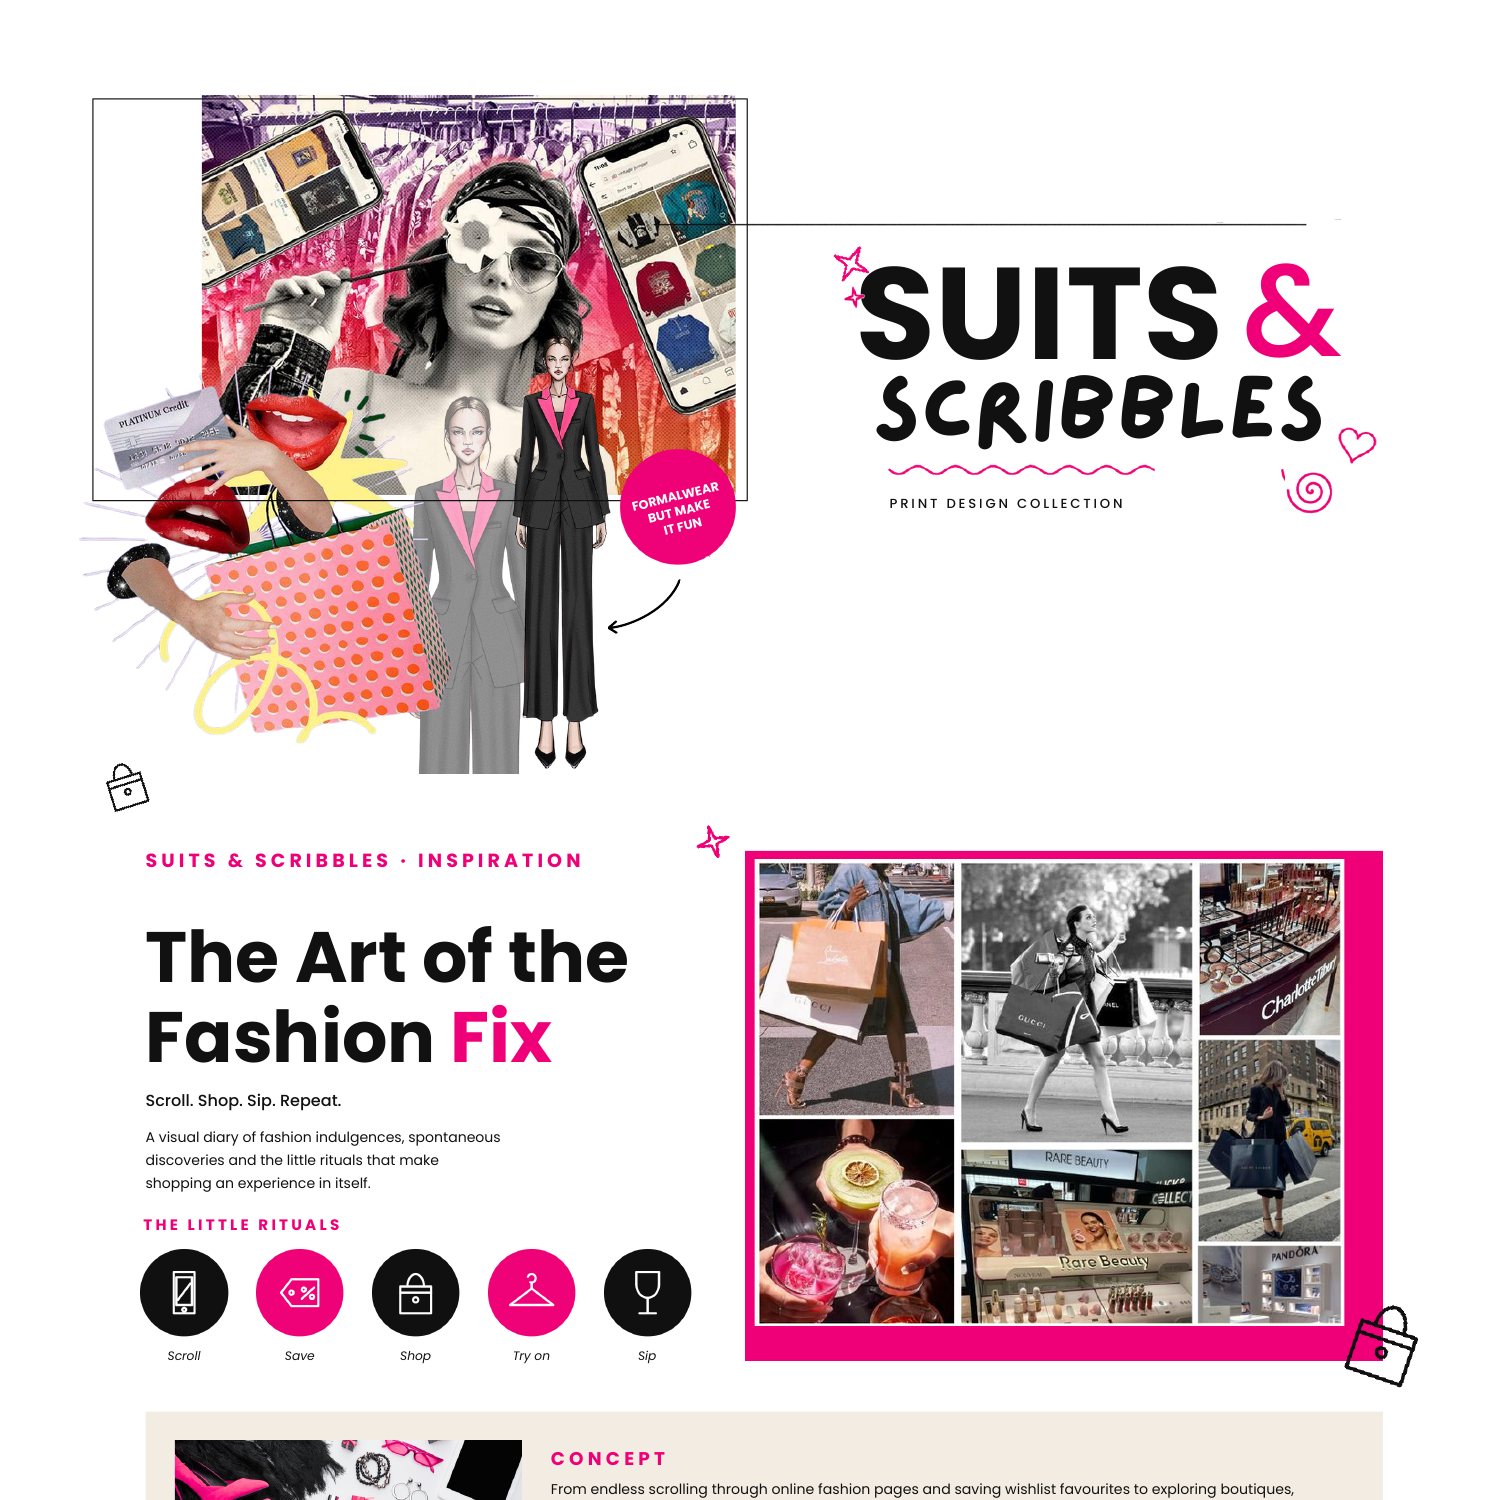 PLATINUM Credit
SUITS &
SCRIBBLES
PRINT DESIGN COLLECTION
FORMALWEAR
BUT MAKE
IT FUN
SUITS & SCRIBBLES · INSPIRATION
The Art of the
Fashion Fix
Scroll. Shop. Sip. Repeat.
A visual diary of fashion indulgences, spontaneous
discoveries and the little rituals that make
shopping an experience in itself.
THE LITTLE RITUALS
Scroll
Save
Shop
Try on
Sip
GUCCI
GUCCI
Charlotte Tilbury
RARE BEAUTY
Rare Beauty
PANDÖRA
CONCEPT
From endless scrolling through online fashion pages and saving wishlist favourites to exploring boutiques,